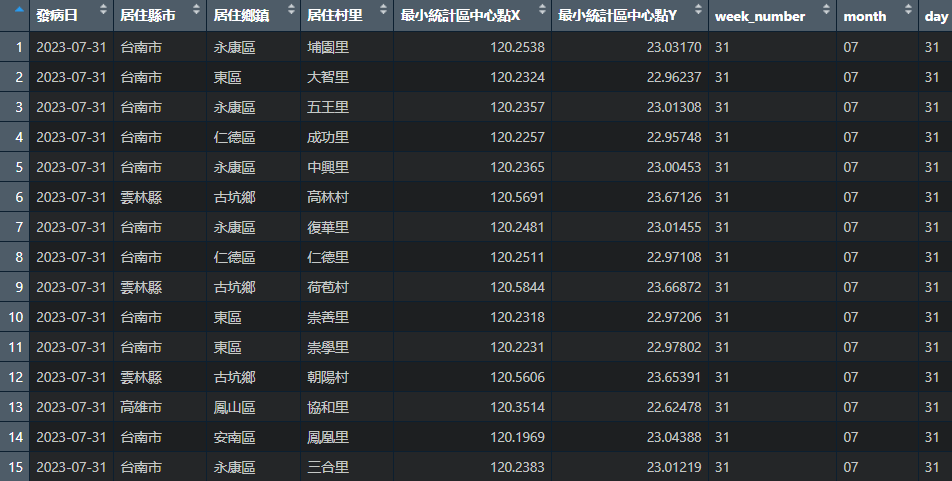 發病日 居住縣市 居住鄉鎮 居住村里 最小統計區中心點X 最小統計區中心點Y week_number month day
1 2023-07-31 台南市 永康區 埔園里 120.2538 23.03170 31 07 31
2 2023-07-31 台南市 東區 大智里 120.2324 22.96237 31 07 31
3 2023-07-31 台南市 永康區 五王里 120.2357 23.01308 31 07 31
4 2023-07-31 台南市 仁德區 成功里 120.2257 22.95748 31 07 31
5 2023-07-31 台南市 永康區 中興里 120.2365 23.00453 31 07 31
6 2023-07-31 雲林縣 古坑鄉 高林村 120.5691 23.67126 31 07 31
7 2023-07-31 台南市 永康區 復華里 120.2481 23.01455 31 07 31
8 2023-07-31 台南市 仁德區 仁德里 120.2511 22.97108 31 07 31
9 2023-07-31 雲林縣 古坑鄉 荷苞村 120.5844 23.66872 31 07 31
10 2023-07-31 台南市 東區 崇善里 120.2318 22.97206 31 07 31
11 2023-07-31 台南市 東區 崇學里 120.2231 22.97802 31 07 31
12 2023-07-31 雲林縣 古坑鄉 朝陽村 120.5606 23.65391 31 07 31
13 2023-07-31 高雄市 鳳山區 協和里 120.3514 22.62478 31 07 31
14 2023-07-31 台南市 安南區 鳳凰里 120.1969 23.04388 31 07 31
15 2023-07-31 台南市 永康區 三合里 120.2383 23.01219 31 07 31